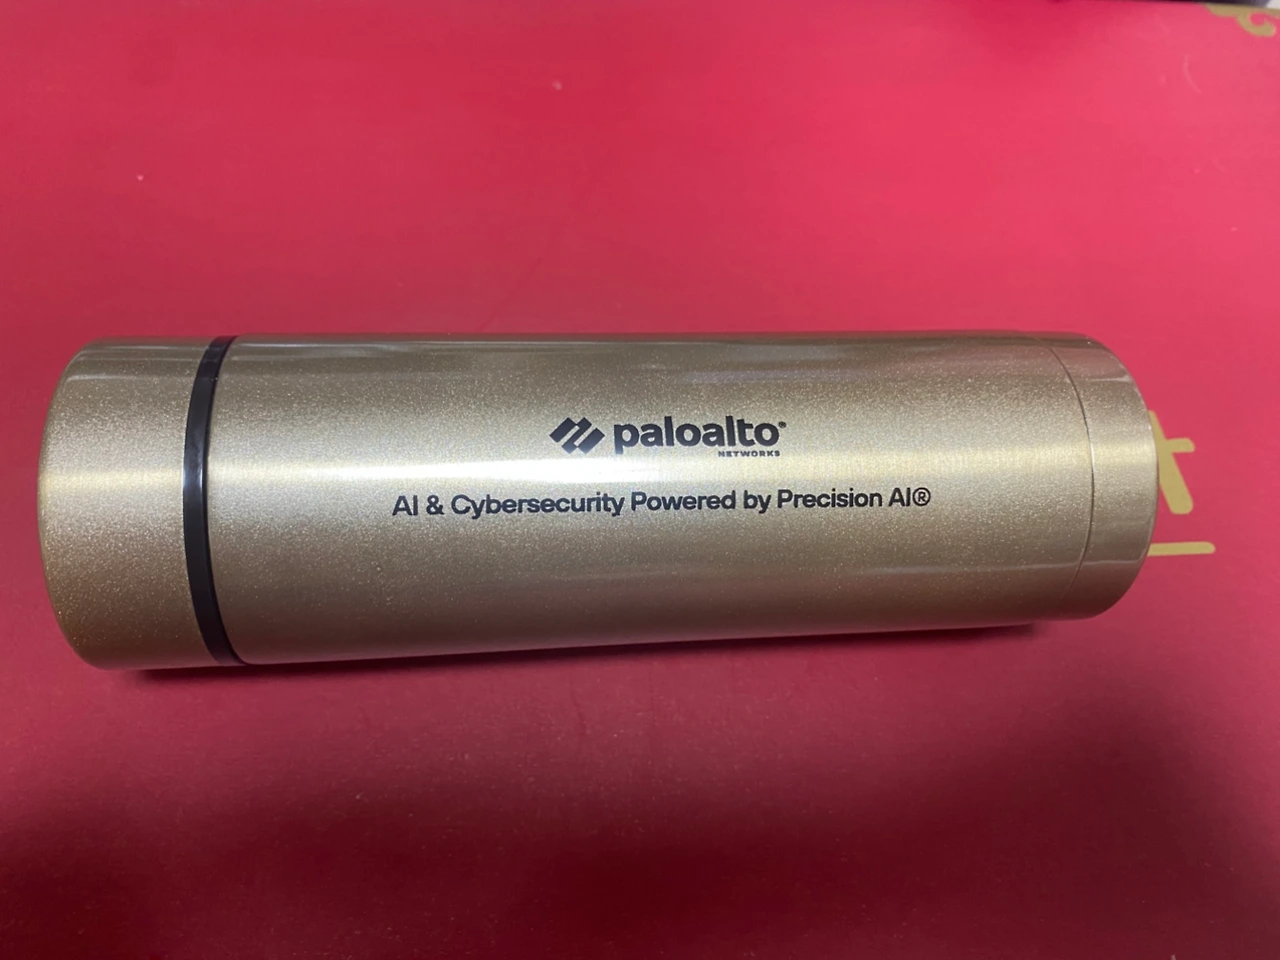 paloalto®
NETWORKS
AI & Cybersecurity Powered by Precision AI®